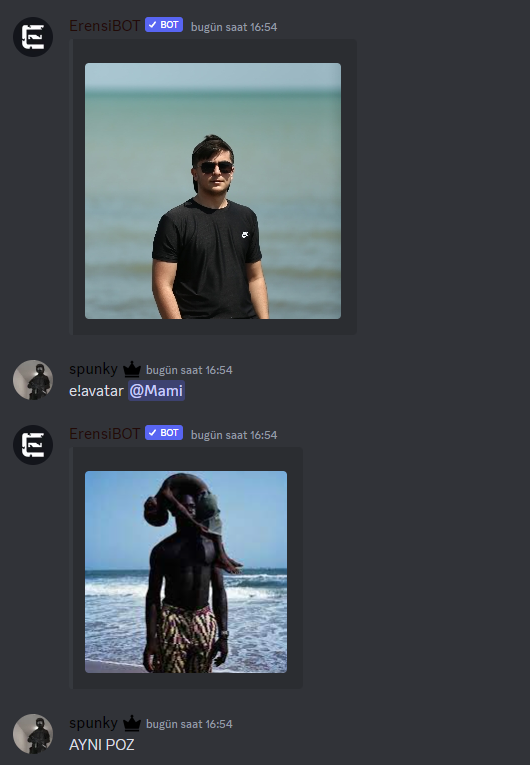 ErensiBOT ✓ BOT bugün saat 16:54
spunky bugün saat 16:54
e!avatar @Mami
ErensiBOT ✓ BOT bugün saat 16:54
spunky bugün saat 16:54
AYNI POZ